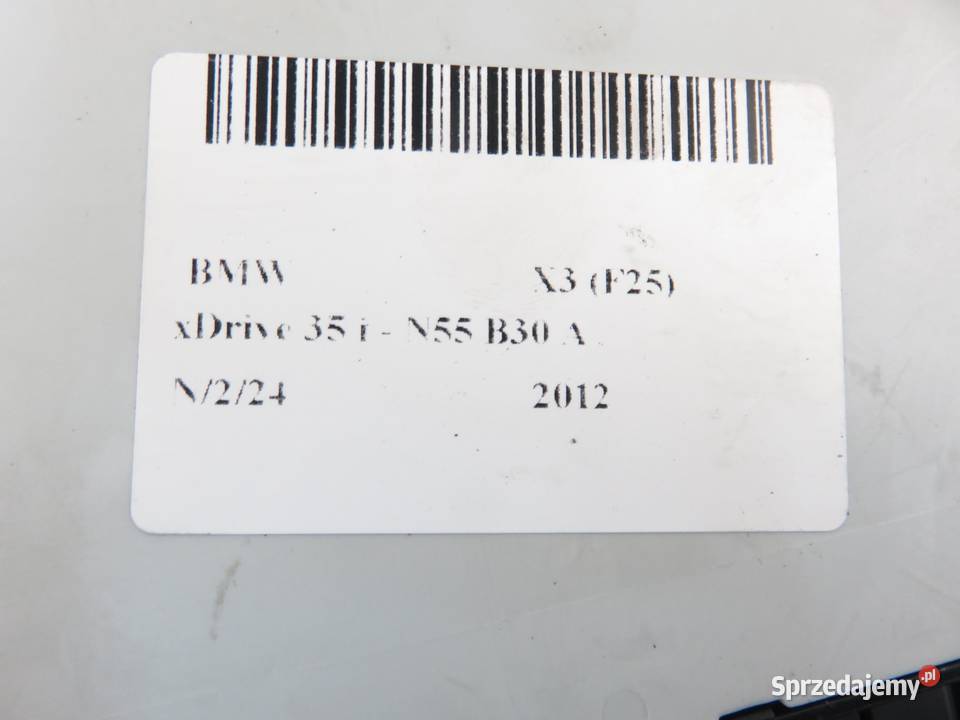 BMW X3 (F25)
xDrive 35 i - N55 B30 A
N/2/24 2012
Sprzedajemy.pl